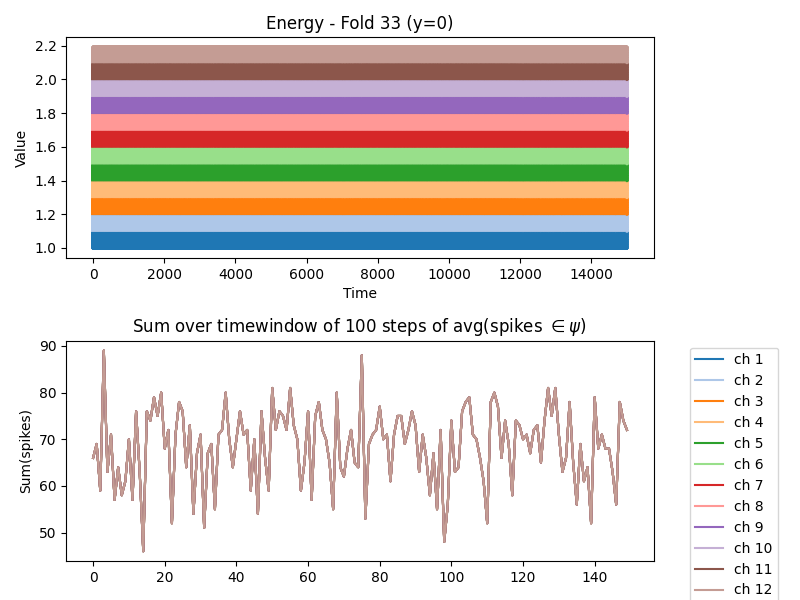 Energy - Fold 33 (y=0)
2.2
2.0
1.8
1.6
1.4
1.2
1.0
Value
0 2000 4000 6000 8000 10000 12000 14000
Time
Sum over timewindow of 100 steps of avg(spikes ∈ ψ)
90
80
70
60
50
Sum(spikes)
0 20 40 60 80 100 120 140
ch 1
ch 2
ch 3
ch 4
ch 5
ch 6
ch 7
ch 8
ch 9
ch 10
ch 11
ch 12